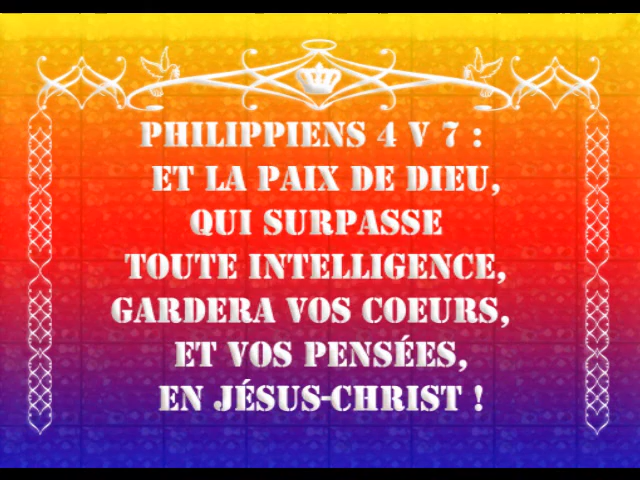 PHILIPPIENS 4 V 7 :
ET LA PAIX DE DIEU,
QUI SURPASSE
TOUTE INTELLIGENCE,
GARDERA VOS COEURS,
ET VOS PENSÉES,
EN JÉSUS-CHRIST !